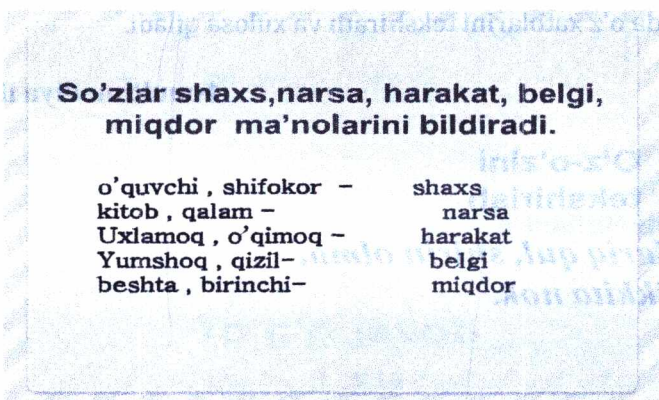 So'zlar shaxs,narsa, harakat, belgi,
miqdor ma'nolarini bildiradi.
o'quvchi , shifokor – shaxs
kitob , qalam – narsa
Uxlamoq , o'qimoq – harakat
Yumshoq , qizil– belgi
beshta , birinchi– miqdor